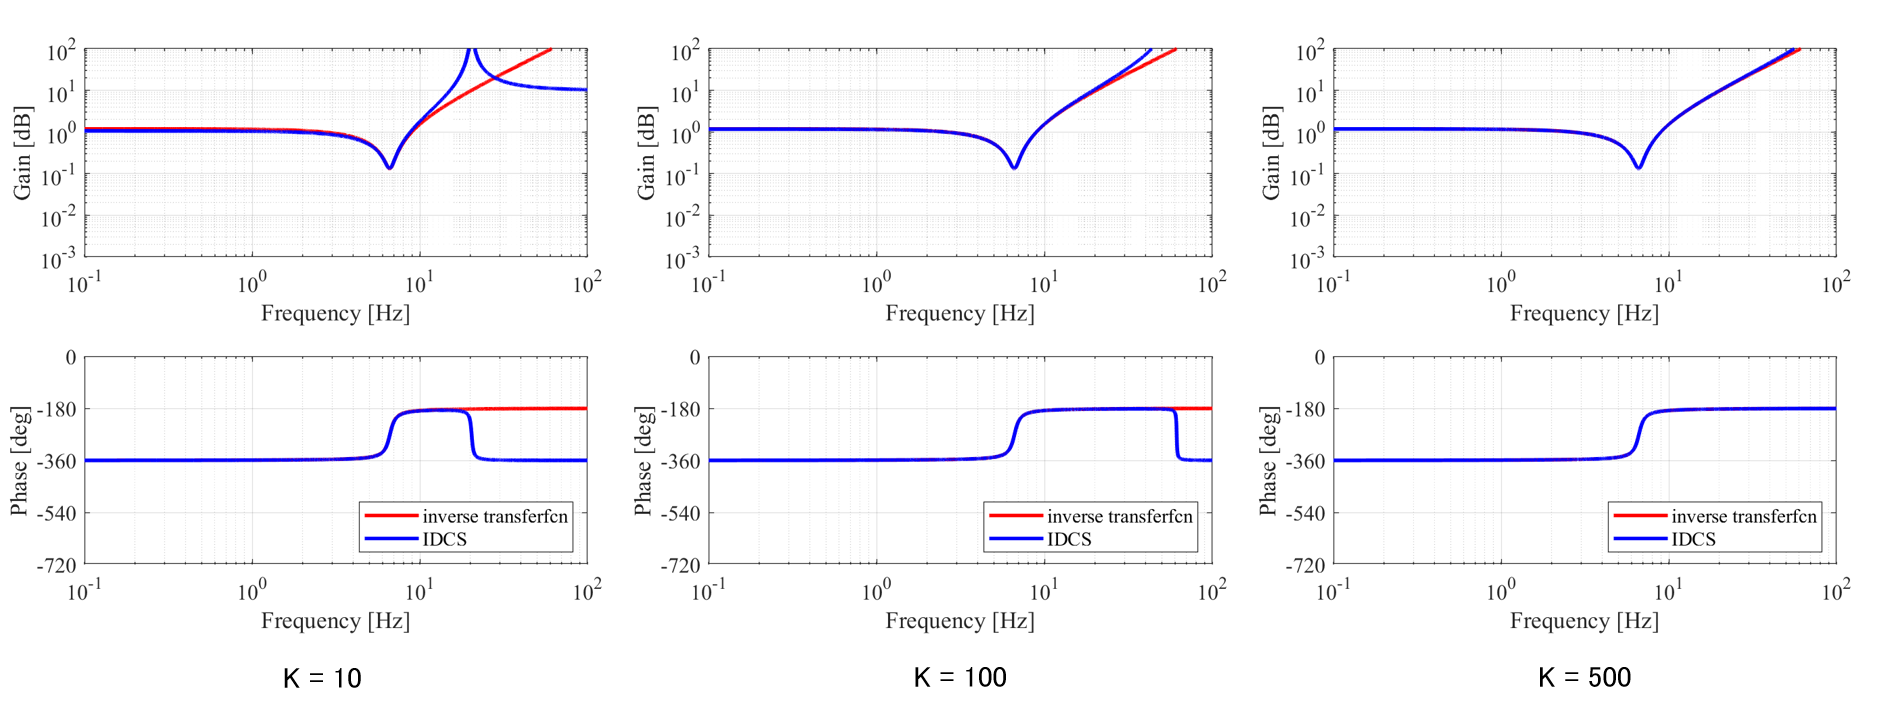 10^2
10^1
10^0
10^-1
10^-2
10^-3
Gain [dB]
10^-1 10^0 10^1 10^2
Frequency [Hz]
0
-180
-360
-540
-720
Phase [deg]
inverse transferfcn
IDCS
10^-1 10^0 10^1 10^2
Frequency [Hz]
K = 10
10^2
10^1
10^0
10^-1
10^-2
10^-3
Gain [dB]
10^-1 10^0 10^1 10^2
Frequency [Hz]
0
-180
-360
-540
-720
Phase [deg]
inverse transferfcn
IDCS
10^-1 10^0 10^1 10^2
Frequency [Hz]
K = 100
10^2
10^1
10^0
10^-1
10^-2
10^-3
Gain [dB]
10^-1 10^0 10^1 10^2
Frequency [Hz]
0
-180
-360
-540
-720
Phase [deg]
inverse transferfcn
IDCS
10^-1 10^0 10^1 10^2
Frequency [Hz]
K = 500